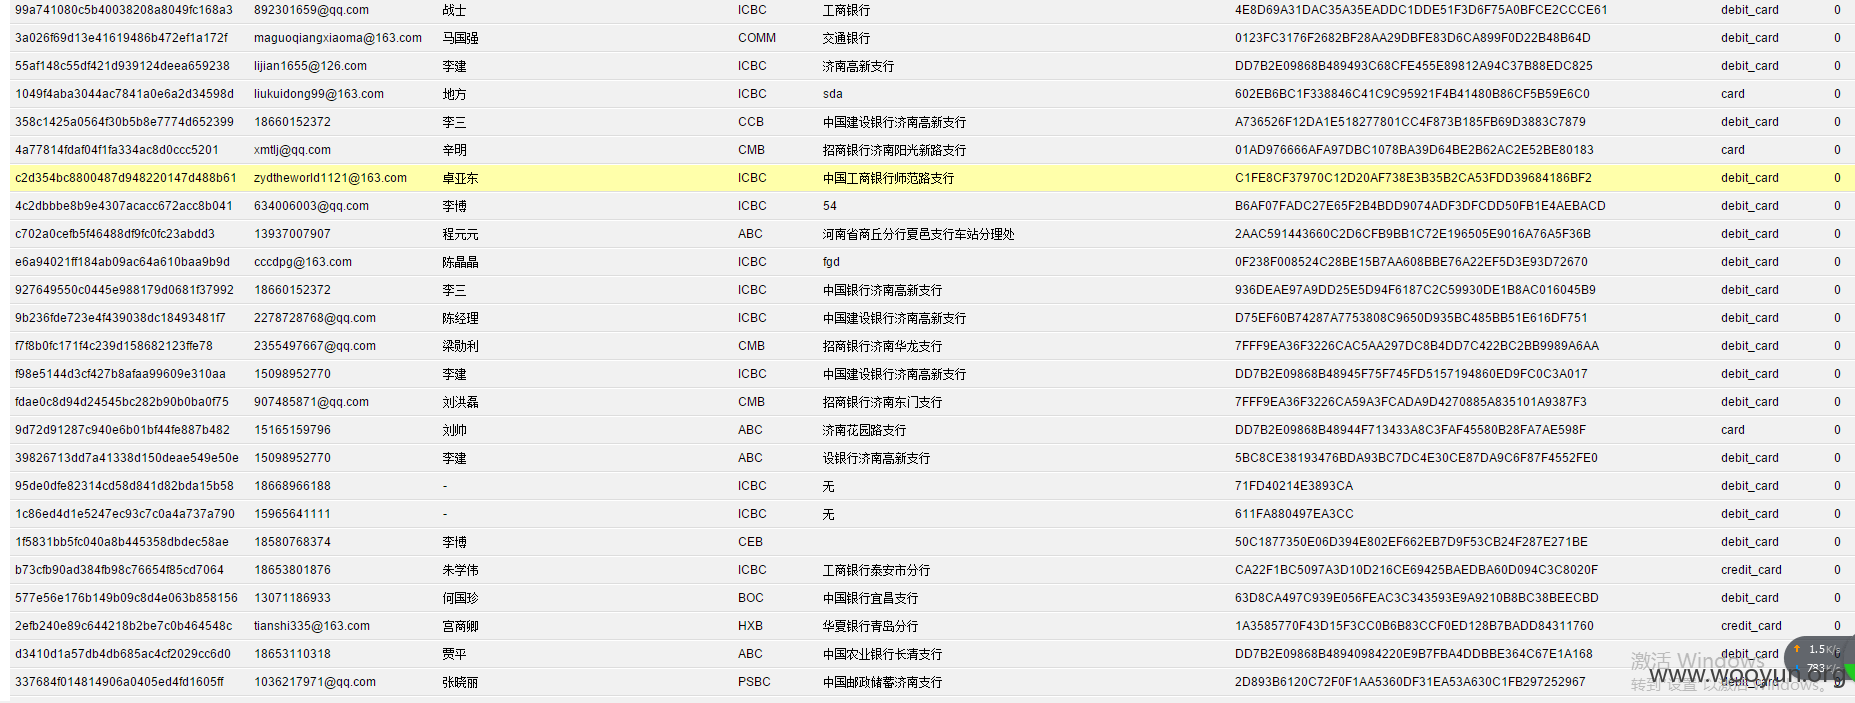 99a741080c5b40038208a8049fc168a3 892301659@qq.com 战士 ICBC 工商银行 4E8D69A31DAC35A35EADDC1DDE51F3D6F75A0BFCE2CCCE61 debit_card 0
3a026f69d13e41619486b472ef1a172f maguoqiangxiaoma@163.com 马国强 COMM 交通银行 0123FC3176F2682BF28AA29DBFE83D6CA899F0D22B48B64D debit_card 0
55af148c55df421d939124deea659238 lijian1655@126.com 李建 ICBC 济南高新支行 DD7B2E09868B489493C68CFE455E89812A94C37B88EDC825 debit_card 0
1049f4aba3044ac7841a0e6a2d34598d liukuidong99@163.com 地方 ICBC sda 602EB6BC1F338846C41C9C95921F4B41480B86CF5B59E6C0 card 0
358c1425a0564f30b5b8e7774d652399 18660152372 李三 CCB 中国建设银行济南高新支行 A736526F12DA1E518277801CC4F873B185FB69D3883C7879 debit_card 0
4a77814fdaf04f1fa334ac8d0ccc5201 xmtlj@qq.com 辛明 CMB 招商银行济南阳光新路支行 01AD976666AFA97DBC1078BA39D64BE2B62AC2E52BE80183 card 0
c2d354bc8800487d948220147d488b61 zydtheworld1121@163.com 卓亚东 ICBC 中国工商银行师范路支行 C1FE8CF37970C12D20AF738E3B35B2CA53FDD39684186BF2 debit_card 0
4c2dbbbe8b9e4307acacc672acc8b041 634006003@qq.com 李博 ICBC 54 B6AF07FADC27E65F2B4BDD9074ADF3DFCDD50FB1E4AEBACD debit_card 0
c702a0cefb5f46488df9fc0fc23abdd3 13937007907 程元元 ABC 河南省商丘分行夏邑支行车站分理处 2AAC591443660C2D6CFB9BB1C72E196505E9016A76A5F36B debit_card 0
e6a94021ff184ab09ac64a610baa9b9d cccdpg@163.com 陈晶晶 ICBC fgd 0F238F008524C28BE15B7AA608BBE76A22EF5D3E93D72670 debit_card 0
927649550c0445e988179d0681f37992 18660152372 李三 ICBC 中国银行济南高新支行 936DEAE97A9DD25E5D94F6187C2C59930DE1B8AC016045B9 debit_card 0
9b236fde723e4f439038dc18493481f7 2278728768@qq.com 陈经理 ICBC 中国建设银行济南高新支行 D75EF60B74287A7753808C9650D935BC485BB51E616DF751 debit_card 0
f7f8b0fc171f4c239d158682123ffe78 2355497667@qq.com 梁勋利 CMB 招商银行济南华龙支行 7FFF9EA36F3226CAC5AA297DC8B4DD7C422BC2BB9989A6AA debit_card 0
f98e5144d3cf427b8afaa99609e310aa 15098952770 李建 ICBC 中国建设银行济南高新支行 DD7B2E09868B48945F75F745FD5157194860ED9FC0C3A017 debit_card 0
fdae0c8d94d24545bc282b90b0ba0f75 907485871@qq.com 刘洪磊 CMB 招商银行济南东门支行 7FFF9EA36F3226CA59A3FCADA9D4270885A835101A9387F3 debit_card 0
9d72d91287c940e6b01bf44fe887b482 15165159796 刘帅 ABC 济南花园路支行 DD7B2E09868B48944F713433A8C3FAF45580B28FA7AE598F card 0
39826713dd7a41338d150deae549e50e 15098952770 李建 ABC 设银行济南高新支行 5BC8CE38193476BDA93BC7DC4E30CE87DA9C6F87F4552FE0 debit_card 0
95de0dfe82314cd58d841d82bda15b58 18668966188 - ICBC 无 71FD40214E3893CA debit_card 0
1c86ed4d1e5247ec93c7c0a4a737a790 15965641111 - ICBC 无 611FA880497EA3CC debit_card 0
1f5831bb5fc040a8b445358dbdec58ae 18580768374 李博 CEB 50C1877350E06D394E802EF662EB7D9F53CB24F287E271BE debit_card 0
b73cfb90ad384fb98c76654f85cd7064 18653801876 朱学伟 ICBC 工商银行泰安市分行 CA22F1BC5097A3D10D216CE69425BAEDBA60D094C3C8020F credit_card 0
577e56e176b149b09c8d4e063b858156 13071186933 何国珍 BOC 中国银行宜昌支行 63D8CA497C939E056FEAC3C343593E9A9210B8BC38BEECBD debit_card 0
2efb240e89c644218b2be7c0b464548c tianshi335@163.com 宫商卿 HXB 华夏银行青岛分行 1A3585770F43D15F3CC0B6B83CCF0ED128B7BADD84311760 credit_card 0
d3410d1a57db4db685ac4cf2029cc6d0 18653110318 贾平 ABC 中国农业银行长清支行 DD7B2E09868B48940984220E9B7FBA4DDBBE364C67E1A168 debit_card 0
337684f014814906a0405ed4fd1605ff 1036217971@qq.com 张晓丽 PSBC 中国邮政储蓄济南支行 2D893B6120C72F0F1AA5360DF31EA53A630C1FB297252967 debit_card 0
1.5K/s
783K/s
激活 Windows
转到"设置"以激活 Windows。
www.wooyun.org